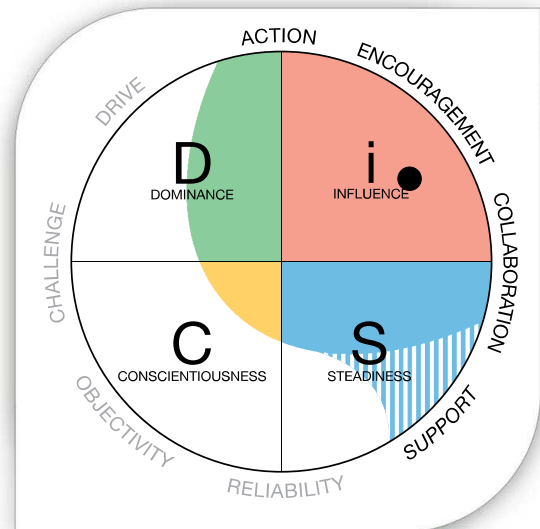 ACTION
ENCOURAGEMENT
DRIVE
D
DOMINANCE
i
INFLUENCE
CHALLENGE
COLLABORATION
C
CONSCIENTIOUSNESS
S
STEADINESS
OBJECTIVITY
SUPPORT
RELIABILITY